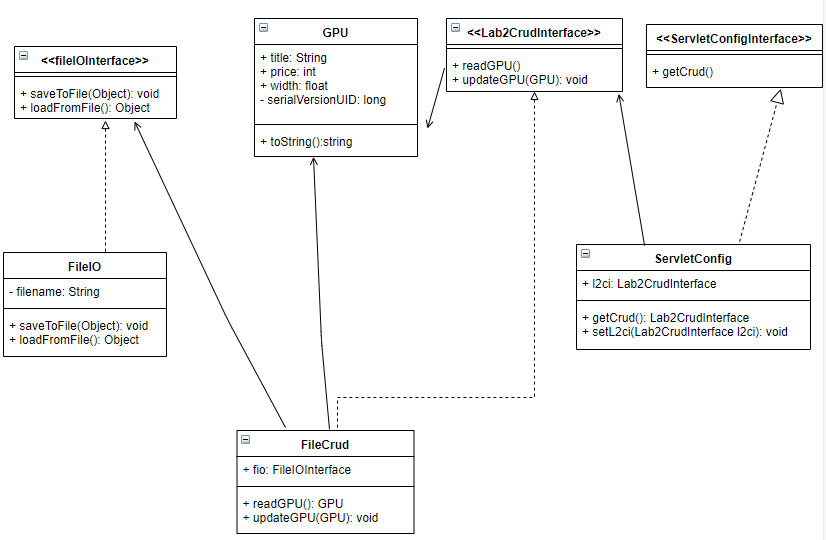 <<fileIOInterface>>
+ saveToFile(Object): void
+ loadFromFile(): Object
GPU
+ title: String
+ price: int
+ width: float
- serialVersionUID: long
+ toString():string
<<Lab2CrudInterface>>
+ readGPU()
+ updateGPU(GPU): void
<<ServletConfigInterface>>
+ getCrud()
FileIO
- filename: String
+ saveToFile(Object): void
+ loadFromFile(): Object
ServletConfig
+ l2ci: Lab2CrudInterface
+ getCrud(): Lab2CrudInterface
+ setL2ci(Lab2CrudInterface l2ci): void
FileCrud
+ fio: FileIOInterface
+ readGPU(): GPU
+ updateGPU(GPU): void